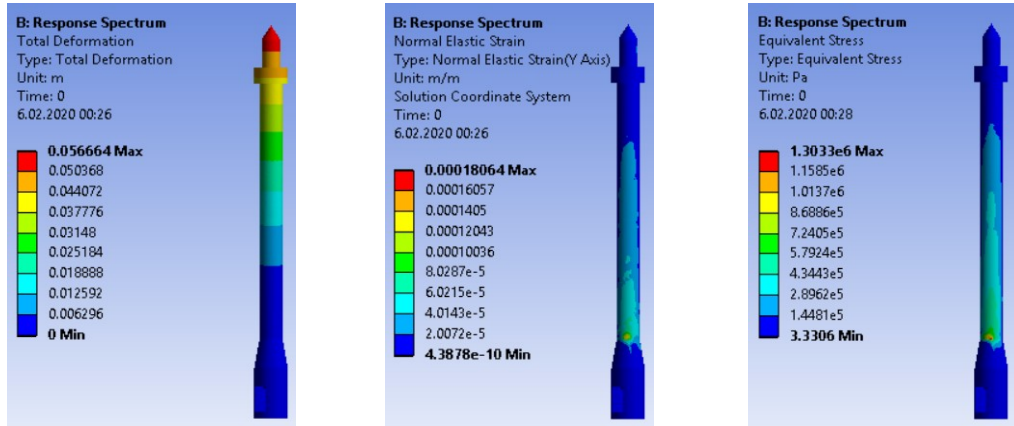 B: Response Spectrum
Total Deformation
Type: Total Deformation
Unit: m
Time: 0
6.02.2020 00:26
0.056664 Max
0.050368
0.044072
0.037776
0.03148
0.025184
0.018888
0.012592
0.006296
0 Min
B: Response Spectrum
Normal Elastic Strain
Type: Normal Elastic Strain(Y Axis)
Unit: m/m
Solution Coordinate System
Time: 0
6.02.2020 00:26
0.00018064 Max
0.00016057
0.0001405
0.00012043
0.00010036
8.0287e-5
6.0215e-5
4.0143e-5
2.0072e-5
4.3878e-10 Min
B: Response Spectrum
Equivalent Stress
Type: Equivalent Stress
Unit: Pa
Time: 0
6.02.2020 00:28
1.3033e6 Max
1.1585e6
1.0137e6
8.6886e5
7.2405e5
5.7924e5
4.3443e5
2.8962e5
1.4481e5
3.3306 Min